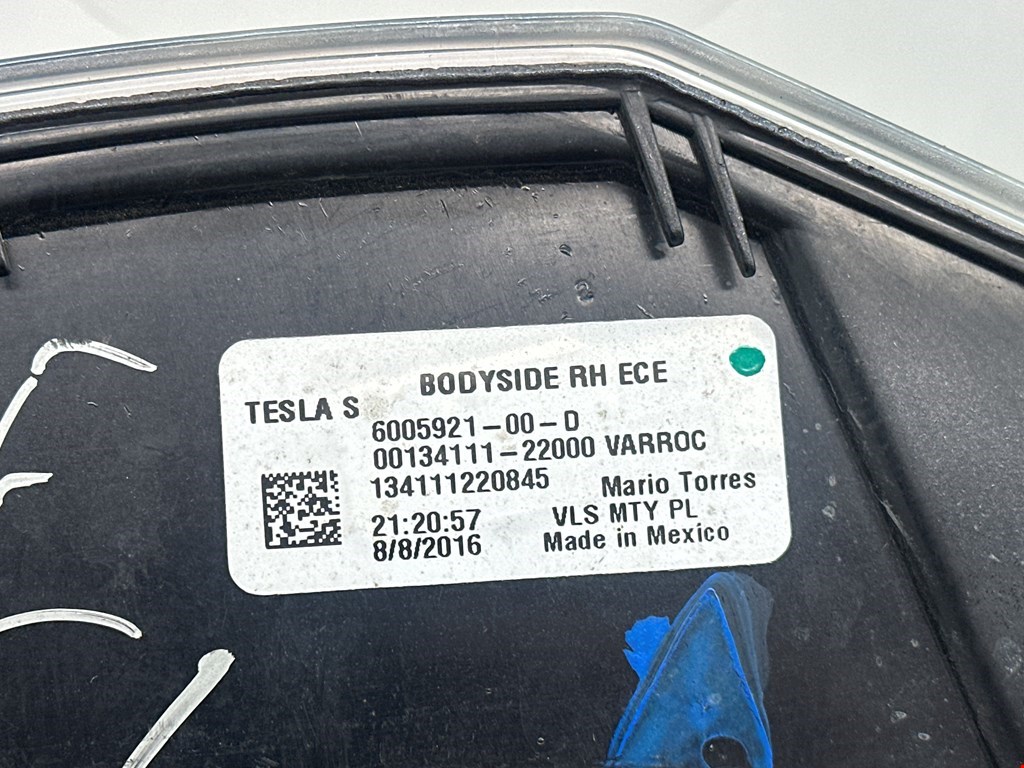 BODYSIDE RH ECE
TESLA S
6005921-00-D
00134111-22000 VARROC
134111220845 Mario Torres
21:20:57 VLS MTY PL
8/8/2016 Made in Mexico